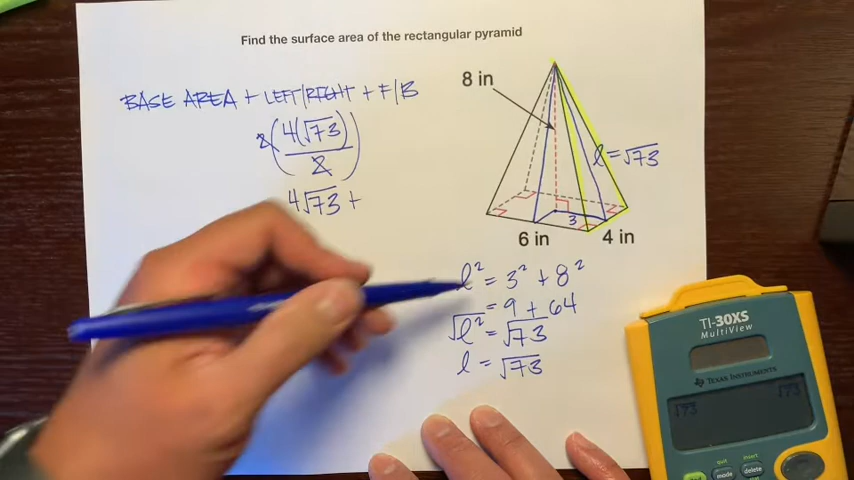 Find the surface area of the rectangular pyramid
BASE AREA + LEFT/RIGHT + F/B
2(4(√73)/2)
4√73 +
8 in
l = √73
3
6 in
4 in
l² = 3² + 8²
= 9 + 64
√l² = √73
l = √73
TI-30XS
MultiView
TEXAS INSTRUMENTS
√73
√73
quit
insert
mode
delete